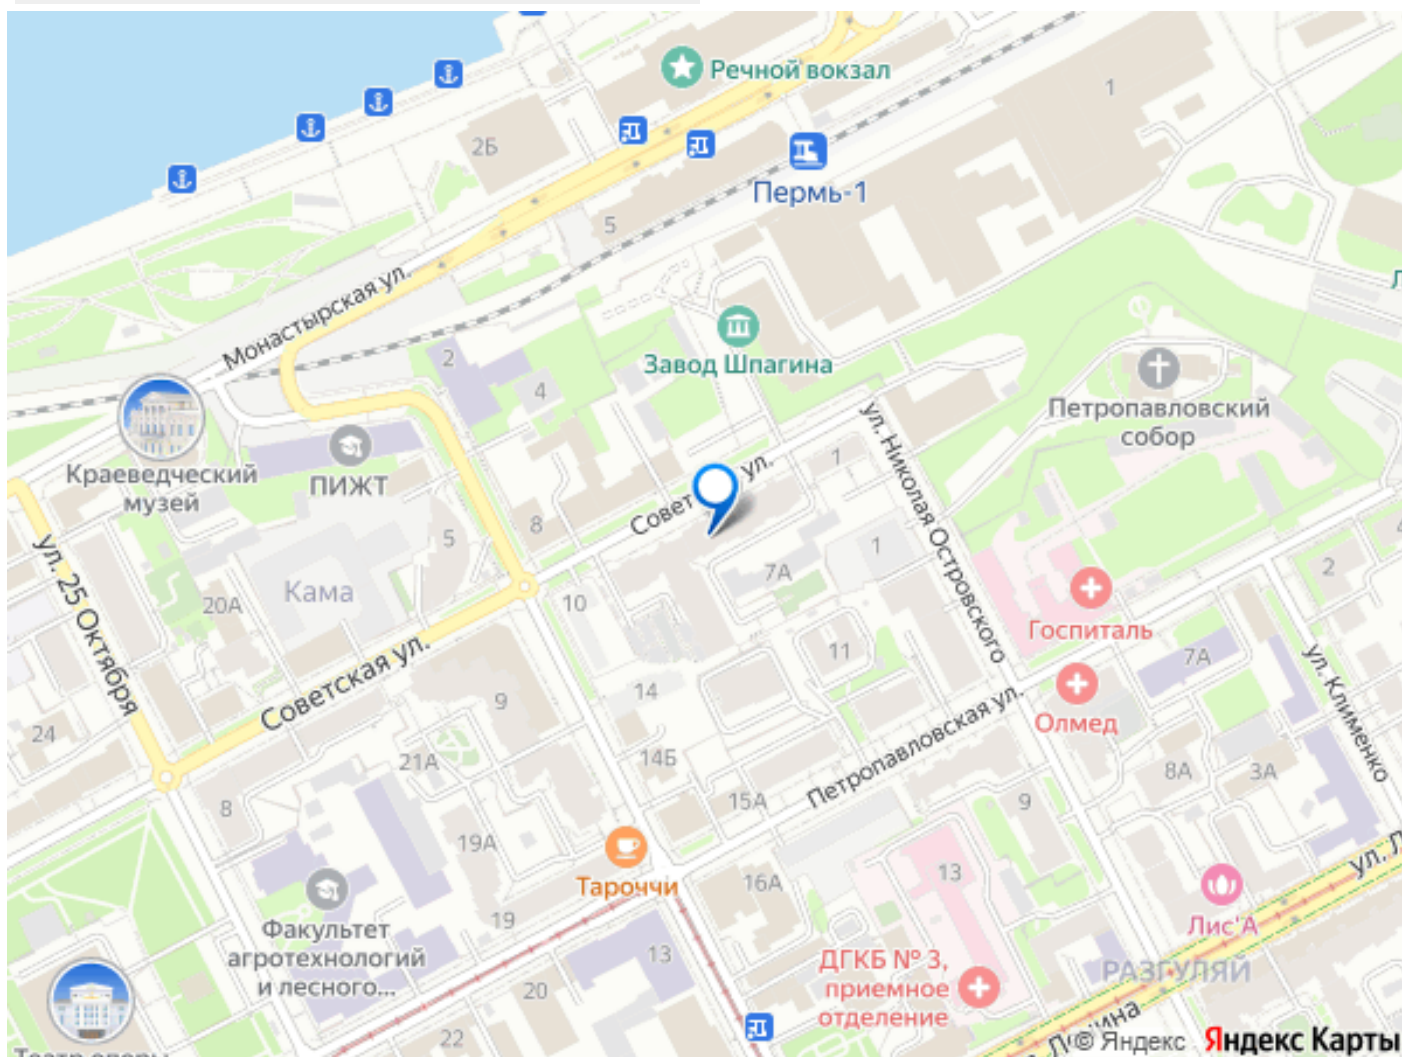 Речной вокзал
1
2Б
Пермь-1
5
Монастырская ул.
Завод Шпагина
2
4
Петропавловский
собор
ул. Николая Островского
Краеведческий
музей
ПИЖТ
1
ул.
8
5
1
7А
2
ул. 25 Октября
Кама
20А
10
Госпиталь
11
7А
ул. Клименко
Советская ул.
14
9
Олмед
24
14Б
Петропавловская ул.
21А
8А
3А
8
15А
9
19А
Тароччи
16А
13
ул. Л
Лис'А
19
Факультет
агротехнологий
и лесного...
13
ДГКБ № 3,
приемное
отделение
РАЗГУЛЯЙ
20
22
© Яндекс Яндекс Карты